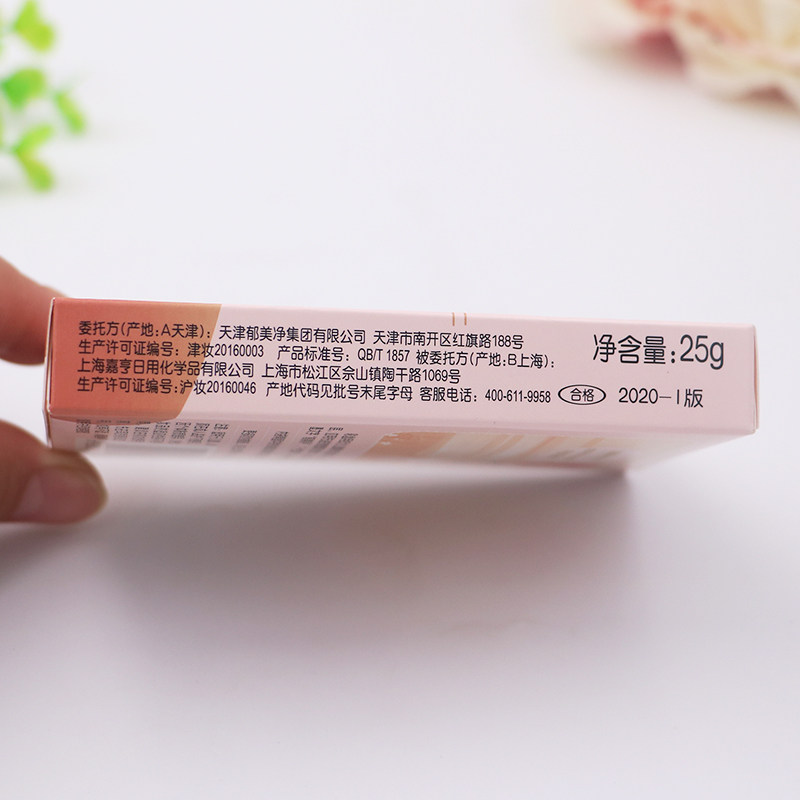 委托方(产地:A天津):天津郁美净集团有限公司 天津市南开区红旗路188号
生产许可证编号:津妆20160003 产品标准号:QB/T 1857 被委托方(产地:B上海):
上海嘉亨日用化学品有限公司 上海市松江区佘山镇陶干路1069号
生产许可证编号:沪妆20160046 产地代码见批号末尾字母 客服电话:400-611-9958 合格 2020-1版
净含量:25g